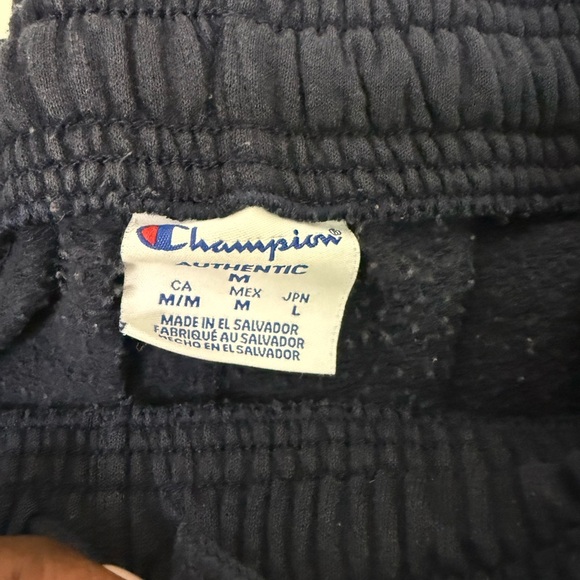 Champion®
AUTHENTIC
M
CA MEX JPN
M/M M L
MADE IN EL SALVADOR
FABRIQUÉ AU SALVADOR
HECHO EN EL SALVADOR